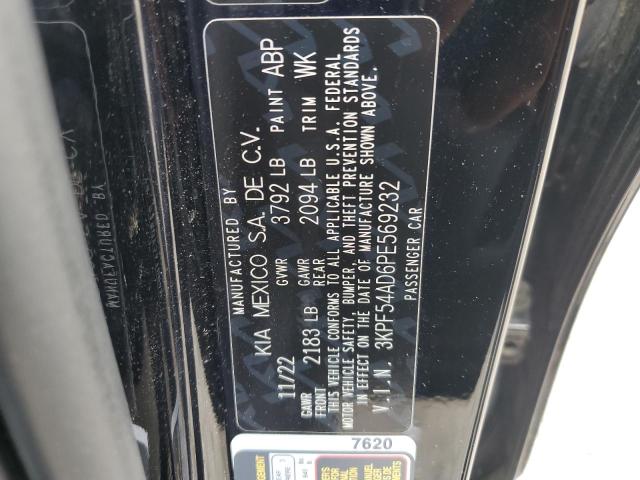 MANUFACTURED BY
KIA MEXICO S.A. DE C.V.
11/22 GVWR 3792 LB PAINT ABP
GAWR FRONT 2183 LB GAWR REAR 2094 LB TRIM WK
THIS VEHICLE CONFORMS TO ALL APPLICABLE U.S.A. FEDERAL
MOTOR VEHICLE SAFETY, BUMPER, AND THEFT PREVENTION STANDARDS
IN EFFECT ON THE DATE OF MANUFACTURE SHOWN ABOVE.
V.I.N. 3KPF54AD6PE569232
PASSENGER CAR
7620
MANUFACTURED BY